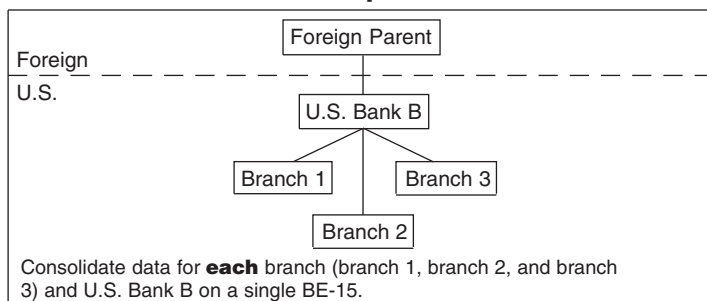 Foreign Parent
Foreign
U.S.
U.S. Bank B
Branch 1
Branch 3
Branch 2
Consolidate data for each branch (branch 1, branch 2, and branch
3) and U.S. Bank B on a single BE-15.